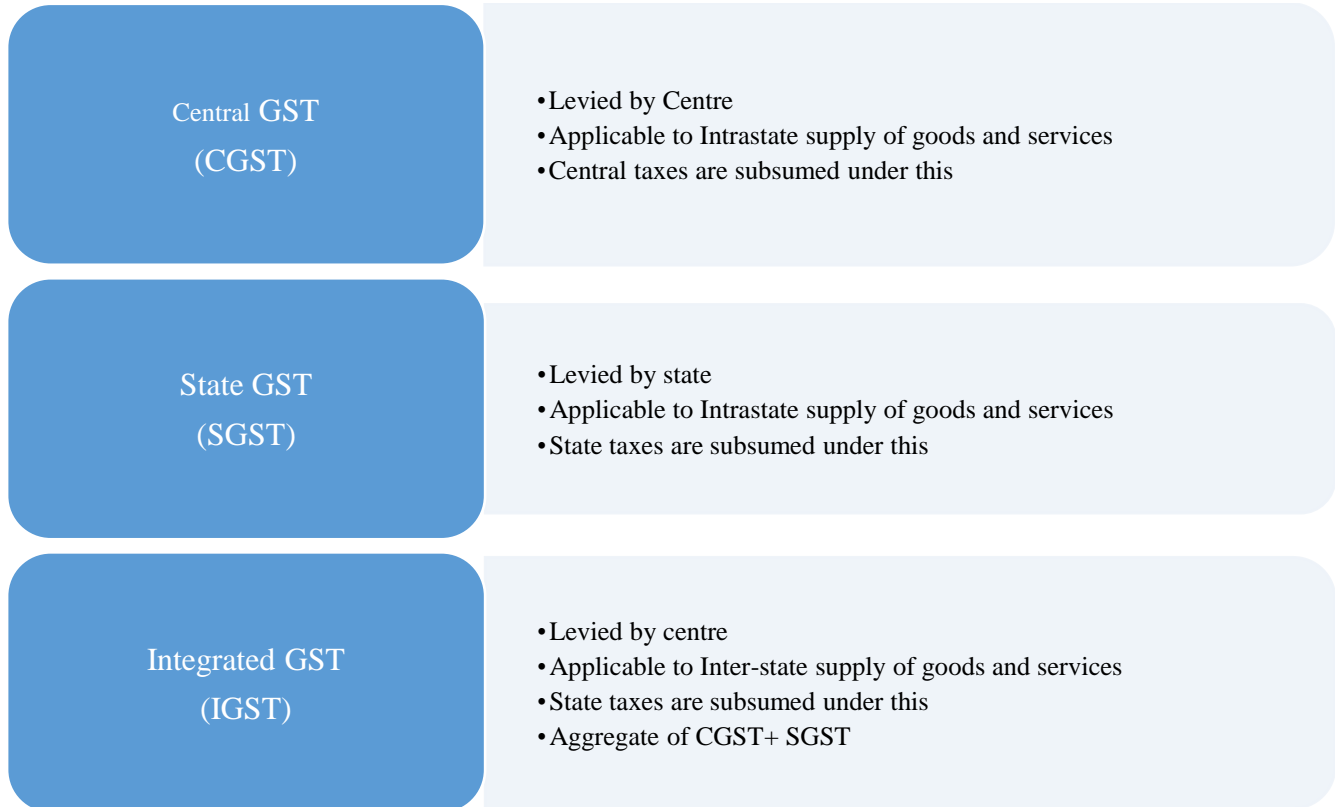 Central GST
(CGST)
•Levied by Centre
•Applicable to Intrastate supply of goods and services
•Central taxes are subsumed under this
State GST
(SGST)
•Levied by state
•Applicable to Intrastate supply of goods and services
•State taxes are subsumed under this
Integrated GST
(IGST)
•Levied by centre
•Applicable to Inter-state supply of goods and services
•State taxes are subsumed under this
•Aggregate of CGST+ SGST